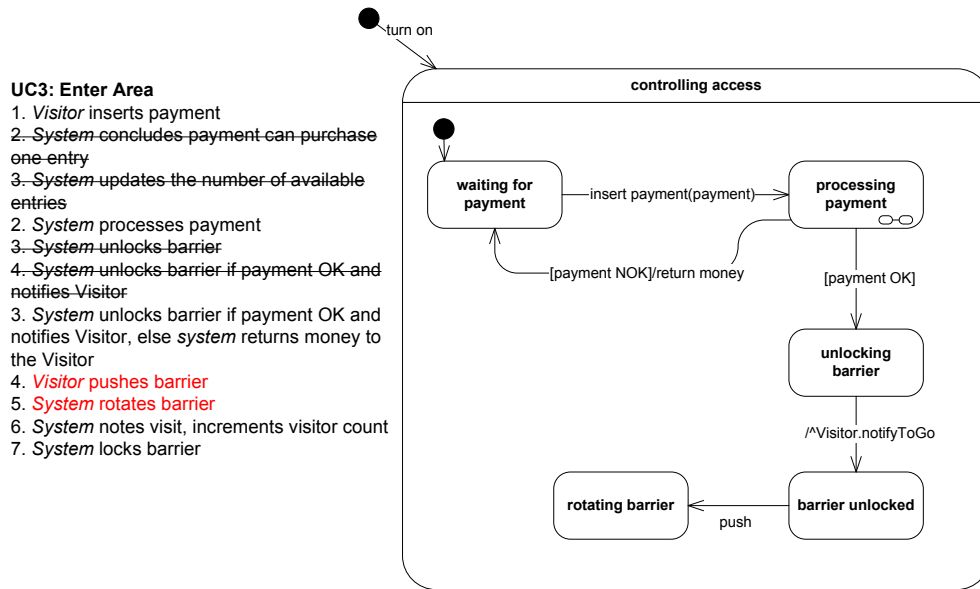 turn on
UC3: Enter Area
1. Visitor inserts payment
2. System concludes payment can purchase
one entry
3. System updates the number of available
entries
2. System processes payment
3. System unlocks barrier
4. System unlocks barrier if payment OK and
notifies Visitor
3. System unlocks barrier if payment OK and
notifies Visitor, else system returns money to
the Visitor
4. Visitor pushes barrier
5. System rotates barrier
6. System notes visit, increments visitor count
7. System locks barrier
controlling access
waiting for
payment
insert payment(payment)
processing
payment
[payment NOK]/return money
[payment OK]
unlocking
barrier
/^Visitor.notifyToGo
rotating barrier
push
barrier unlocked